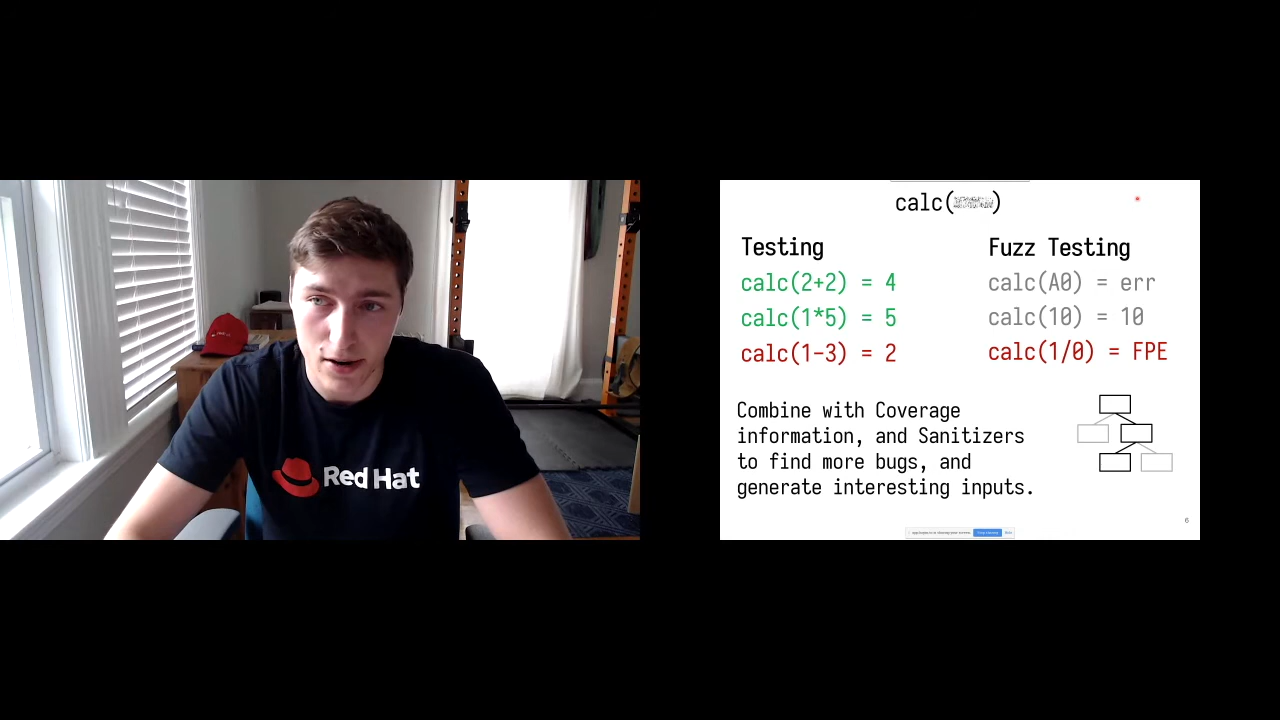 Red Hat
calc( )
Testing
calc(2+2) = 4
calc(1*5) = 5
calc(1-3) = 2
Fuzz Testing
calc(A0) = err
calc(10) = 10
calc(1/0) = FPE
Combine with Coverage
information, and Sanitizers
to find more bugs, and
generate interesting inputs.
6